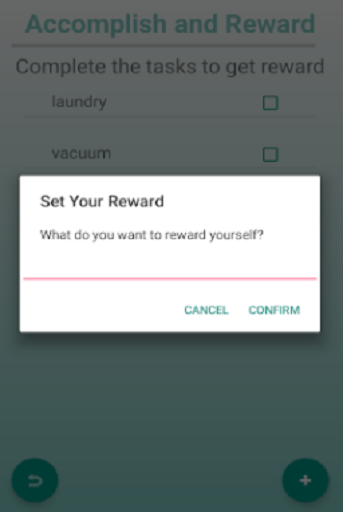 Accomplish and Reward
Complete the tasks to get reward
laundry
vacuum
Set Your Reward
What do you want to reward yourself?
CANCEL CONFIRM